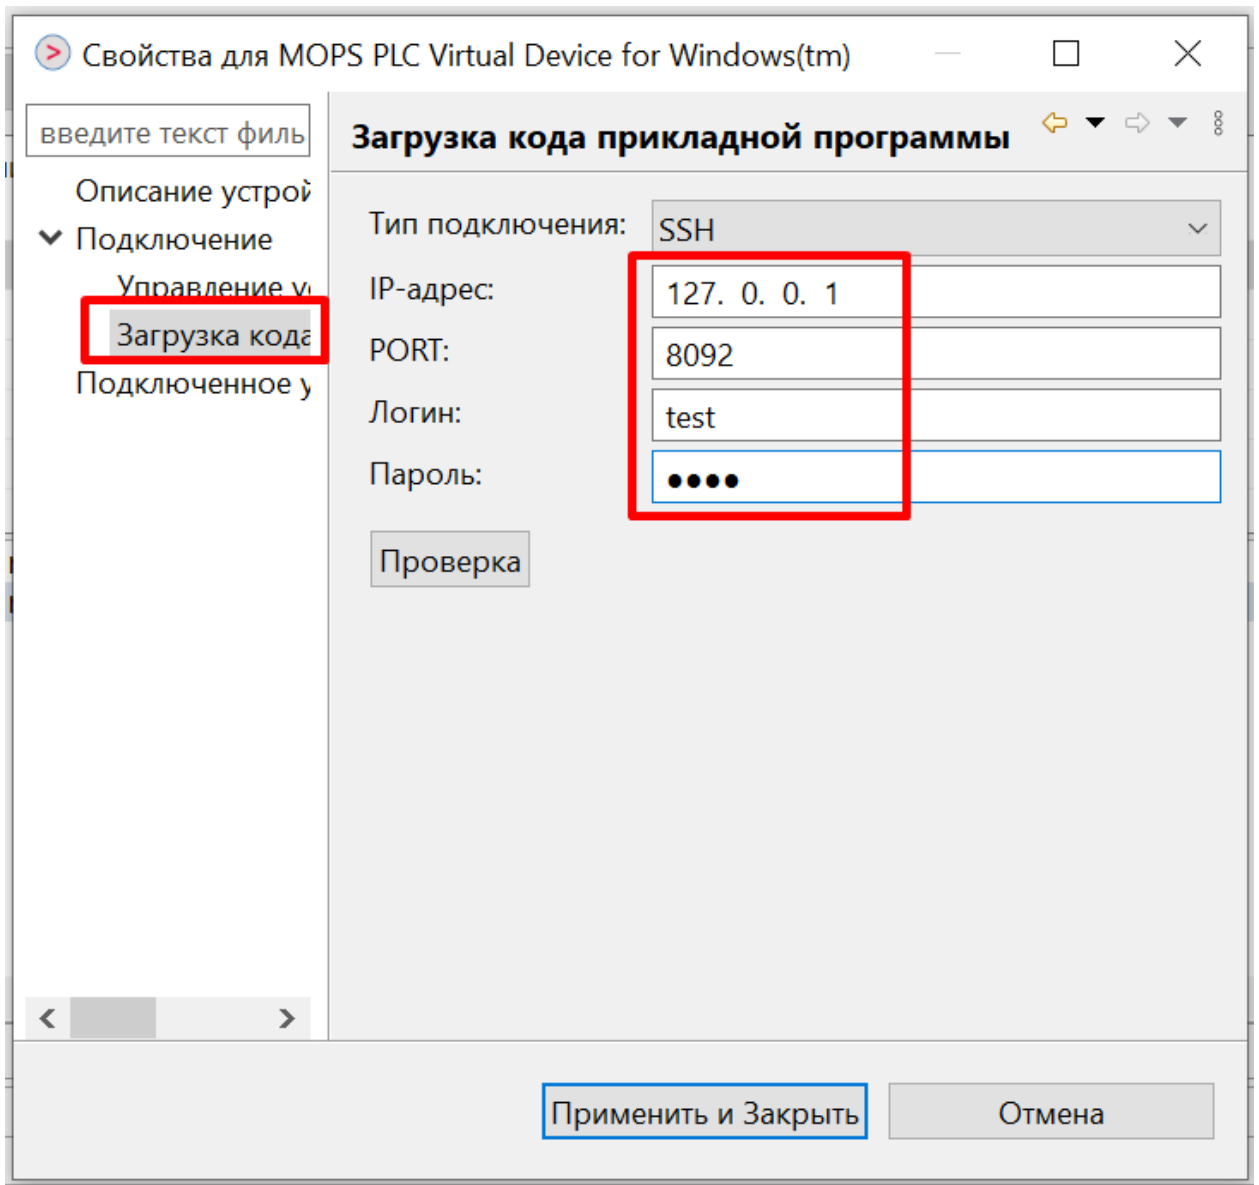 Свойства для MOPS PLC Virtual Device for Windows(tm)
введите текст филь
Описание устрой
Подключение
Управление у
Загрузка кода
Подключенное у
Загрузка кода прикладной программы
Тип подключения: SSH
IP-адрес: 127. 0. 0. 1
PORT: 8092
Логин: test
Пароль: ●●●●
Проверка
Применить и Закрыть
Отмена